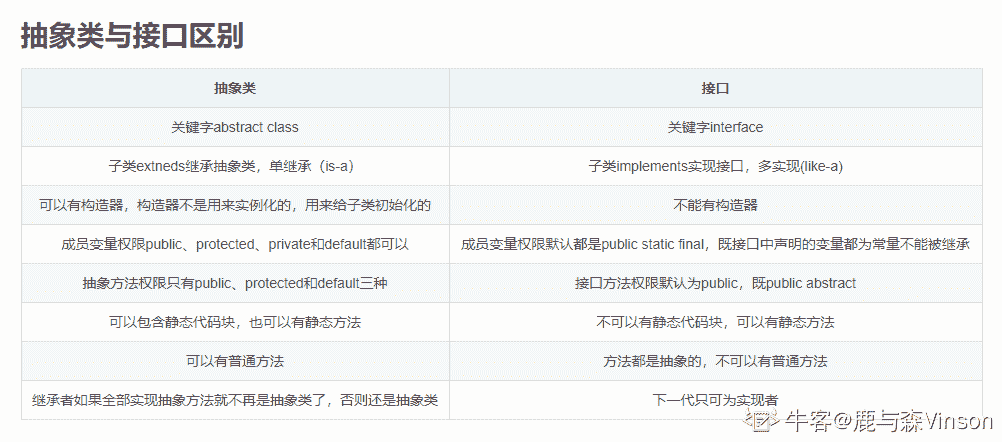 抽象类与接口区别
抽象类 接口
关键字abstract class 关键字interface
子类extneds继承抽象类，单继承（is-a） 子类implements实现接口，多实现(like-a)
可以有构造器，构造器不是用来实例化的，用来给子类初始化的 不能有构造器
成员变量权限public、protected、private和default都可以 成员变量权限默认都是public static final，既接口中声明的变量都为常量不能被继承
抽象方法权限只有public、protected和default三种 接口方法权限默认为public，既public abstract
可以包含静态代码块，也可以有静态方法 不可以有静态代码块，可以有静态方法
可以有普通方法 方法都是抽象的，不可以有普通方法
继承者如果全部实现抽象方法就不再是抽象类了，否则还是抽象类 下一代只可为实现者
牛客@鹿与森Vinson